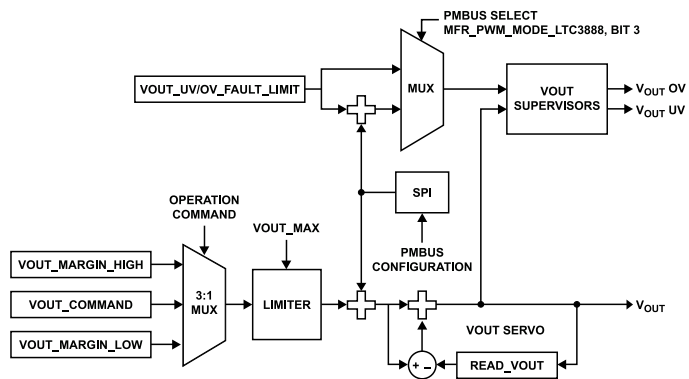 PMBUS SELECT
MFR_PWM_MODE_LTC3888, BIT 3
VOUT_UV/OV_FAULT_LIMIT
MUX
VOUT
SUPERVISORS
VOUT OV
VOUT UV
SPI
OPERATION
COMMAND
VOUT_MAX
PMBUS
CONFIGURATION
VOUT_MARGIN_HIGH
VOUT_COMMAND
VOUT_MARGIN_LOW
3:1
MUX
LIMITER
VOUT
VOUT SERVO
+ –
READ_VOUT